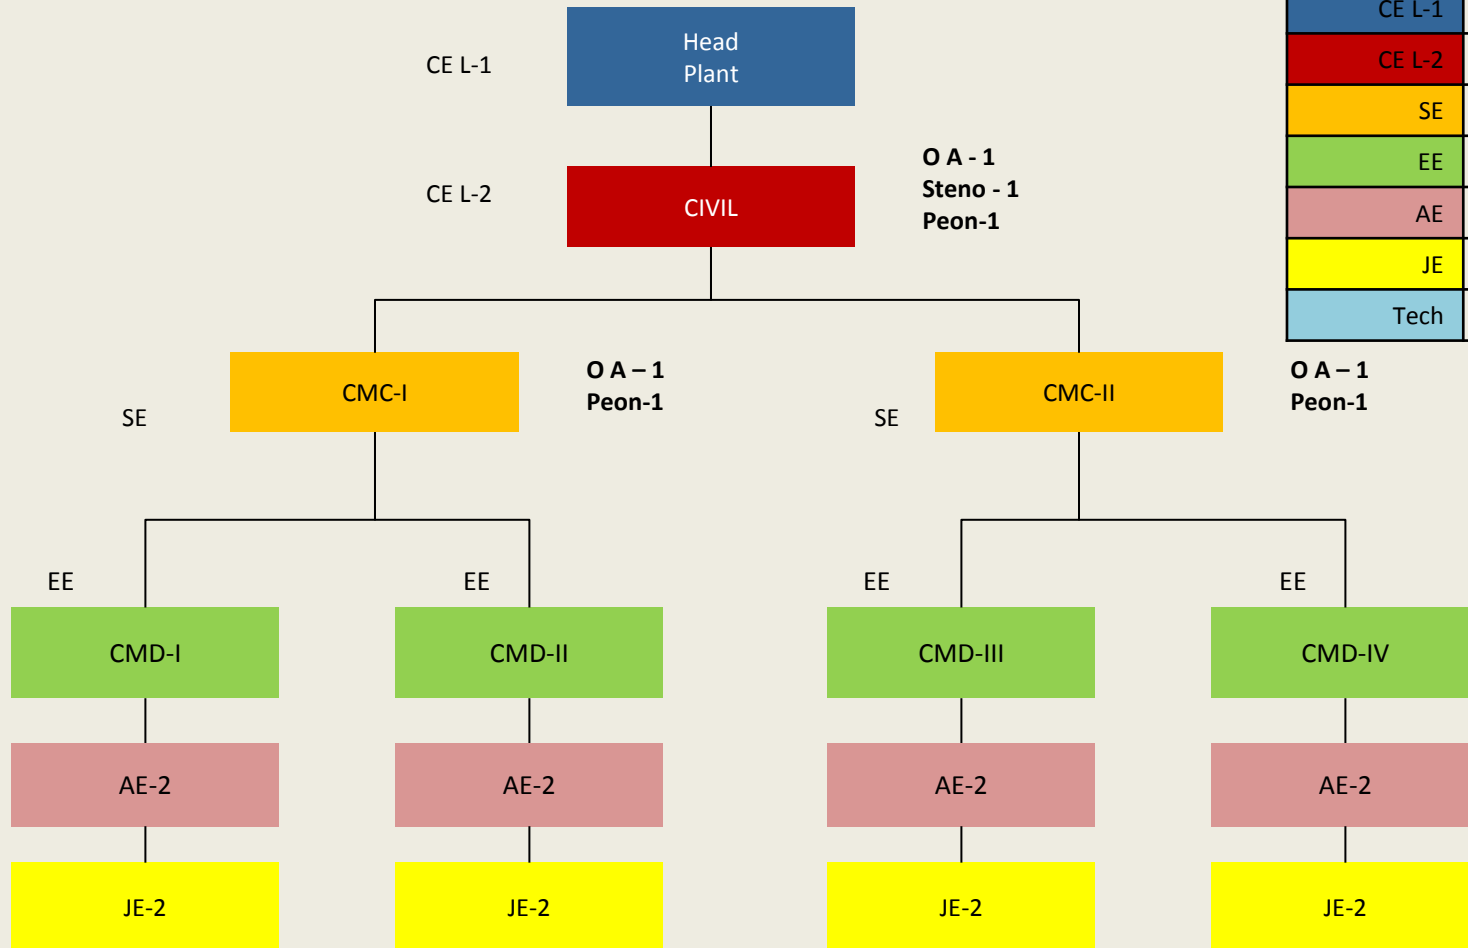 CE L-1
Head
Plant
CE L-1
CE L-2
SE
EE
AE
JE
Tech
CE L-2
CIVIL
O A - 1
Steno - 1
Peon-1
SE
CMC-I
O A – 1
Peon-1
SE
CMC-II
O A – 1
Peon-1
EE
EE
EE
EE
CMD-I
CMD-II
CMD-III
CMD-IV
AE-2
AE-2
AE-2
AE-2
JE-2
JE-2
JE-2
JE-2